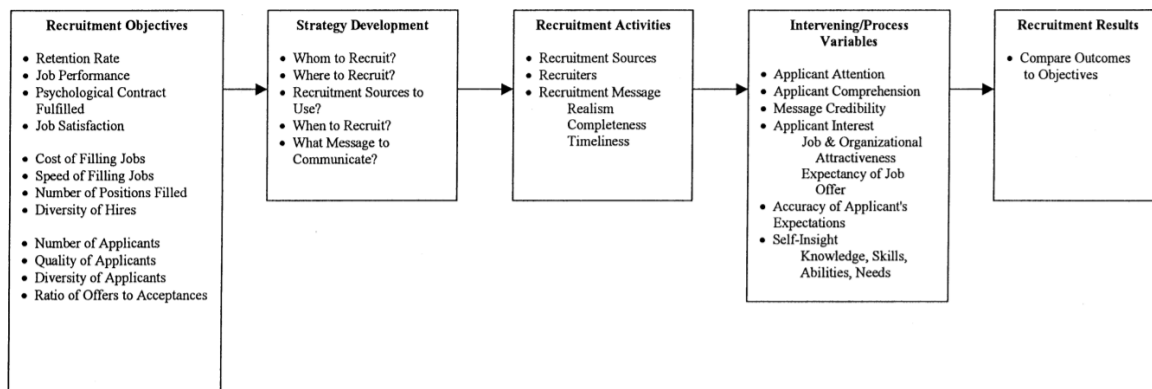 Recruitment Objectives
• Retention Rate
• Job Performance
• Psychological Contract
Fulfilled
• Job Satisfaction
• Cost of Filling Jobs
• Speed of Filling Jobs
• Number of Positions Filled
• Diversity of Hires
• Number of Applicants
• Quality of Applicants
• Diversity of Applicants
• Ratio of Offers to Acceptances
Strategy Development
• Whom to Recruit?
• Where to Recruit?
• Recruitment Sources to
Use?
• When to Recruit?
• What Message to
Communicate?
Recruitment Activities
• Recruitment Sources
• Recruiters
• Recruitment Message
Realism
Completeness
Timeliness
Intervening/Process
Variables
• Applicant Attention
• Applicant Comprehension
• Message Credibility
• Applicant Interest
Job & Organizational
Attractiveness
Expectancy of Job
Offer
• Accuracy of Applicant's
Expectations
• Self-Insight
Knowledge, Skills,
Abilities, Needs
Recruitment Results
• Compare Outcomes
to Objectives